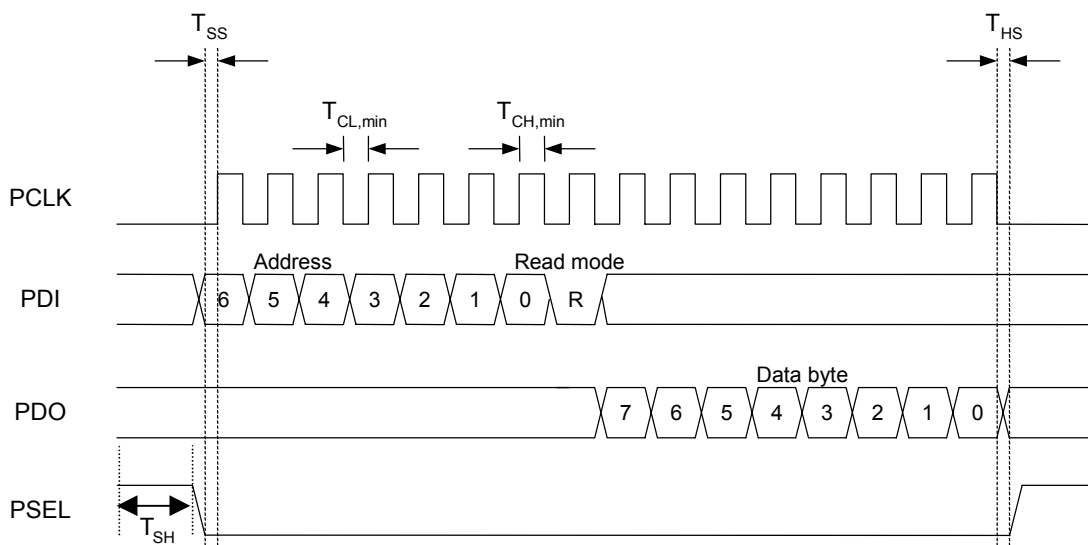 TSS
THS
TCL,min
TCH,min
PCLK
Address
Read mode
PDI
6 5 4 3 2 1 0 R
Data byte
PDO
7 6 5 4 3 2 1 0
PSEL
TSH